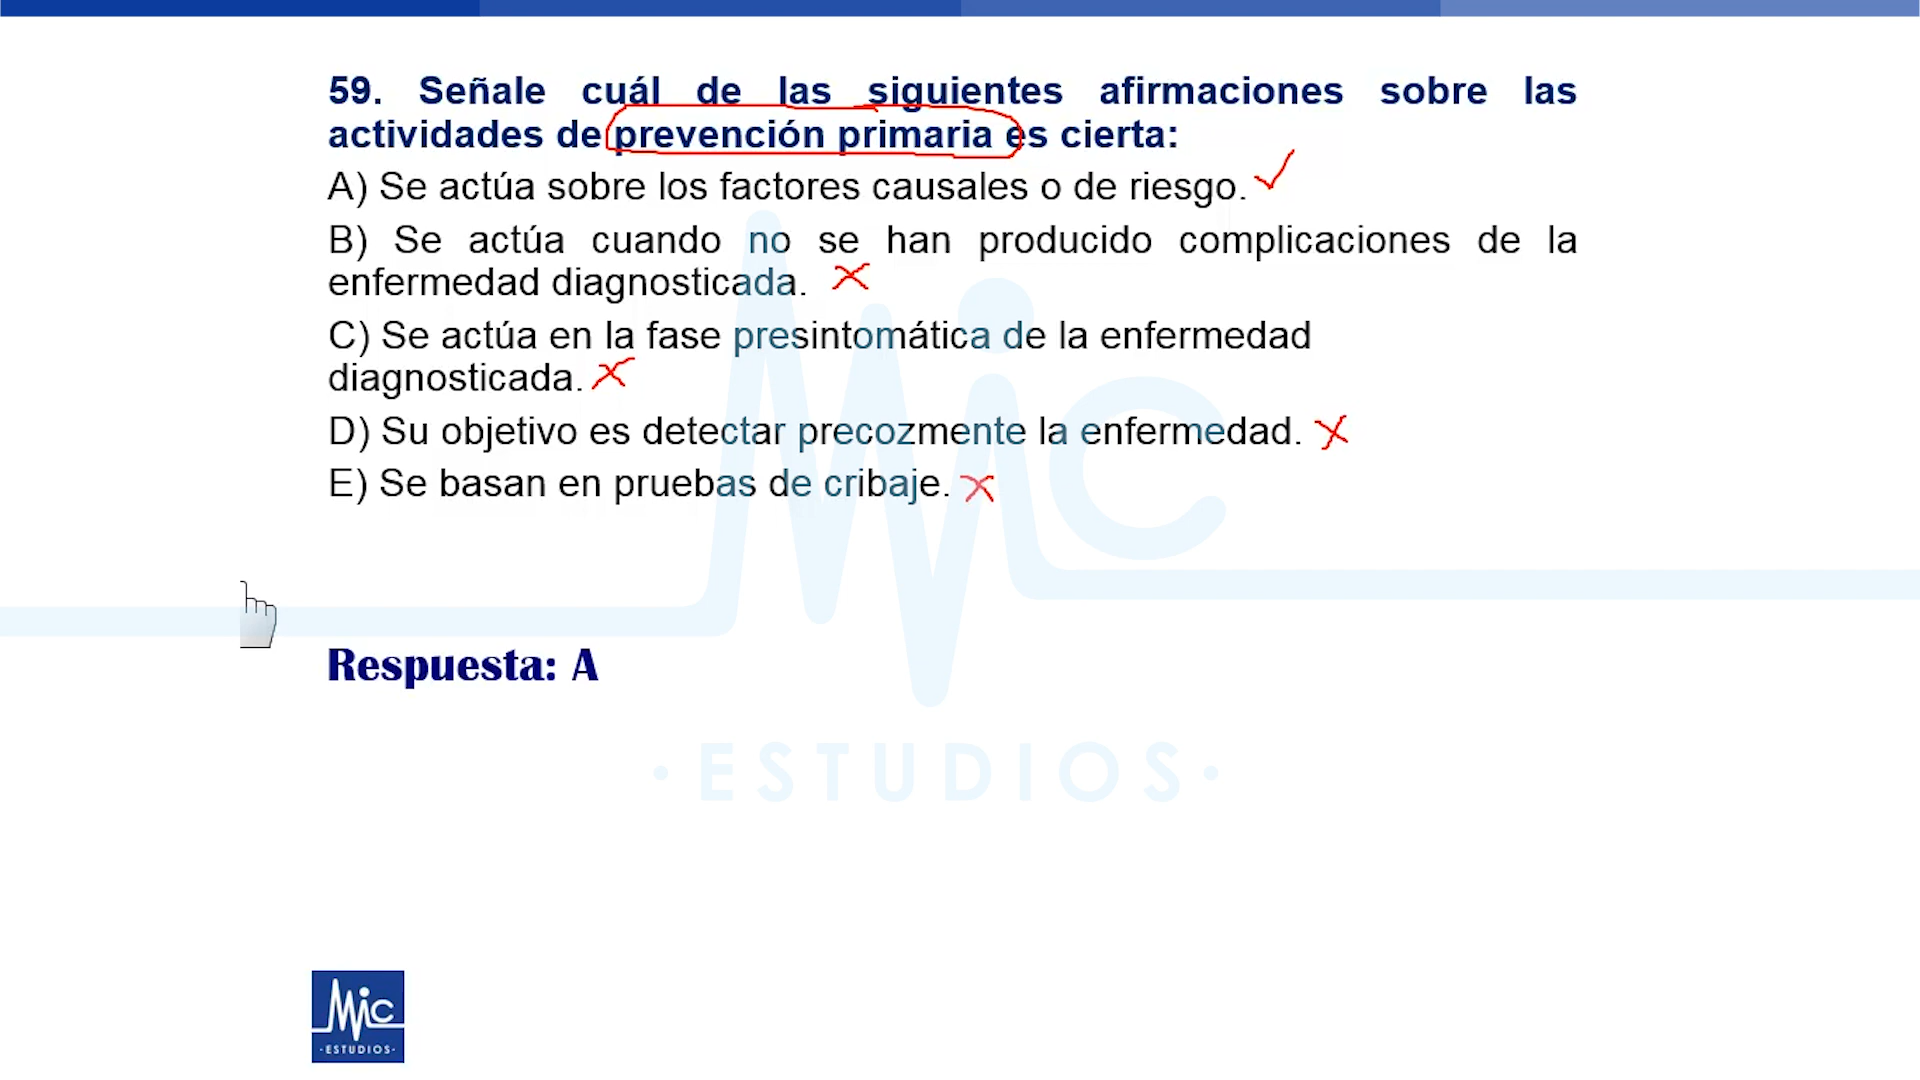 59. Señale cuál de las siguientes afirmaciones sobre las
actividades de prevención primaria es cierta:
A) Se actúa sobre los factores causales o de riesgo.
B) Se actúa cuando no se han producido complicaciones de la
enfermedad diagnosticada.
C) Se actúa en la fase presintomática de la enfermedad
diagnosticada.
D) Su objetivo es detectar precozmente la enfermedad.
E) Se basan en pruebas de cribaje.
Respuesta: A
Mic
· ESTUDIOS ·
Mic
· ESTUDIOS ·